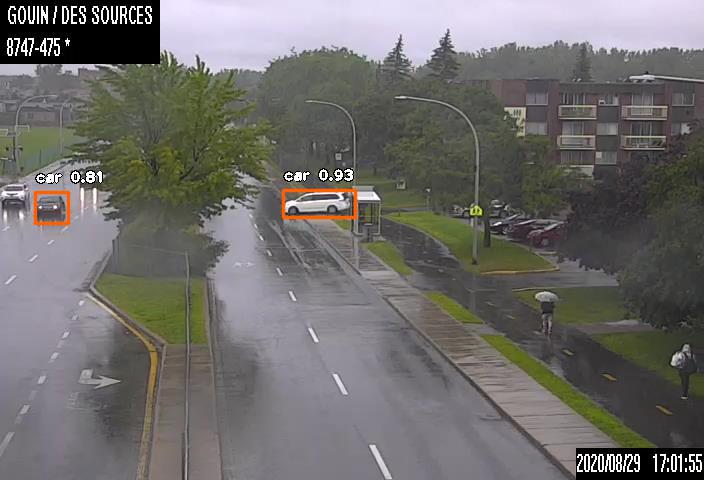 GOUIN / DES SOURCES
8747-475 *
car 0.81
car 0.93
2020/08/29 17:01:55